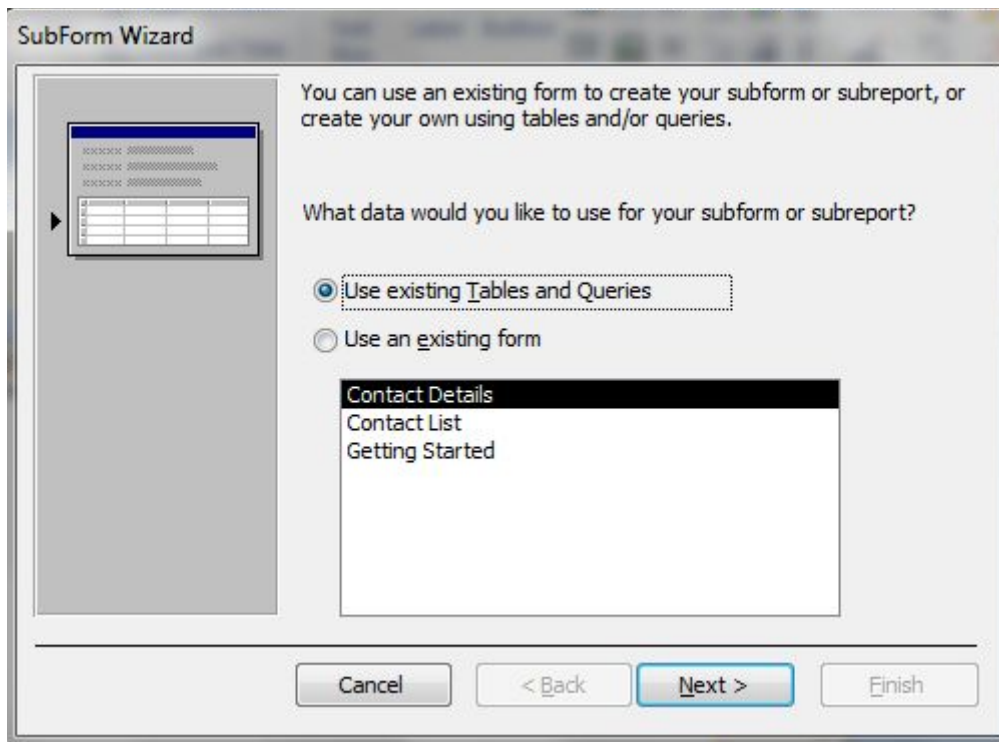 SubForm Wizard
You can use an existing form to create your subform or subreport, or
create your own using tables and/or queries.
What data would you like to use for your subform or subreport?
Use existing Tables and Queries
Use an existing form
Contact Details
Contact List
Getting Started
Cancel
< Back
Next >
Finish